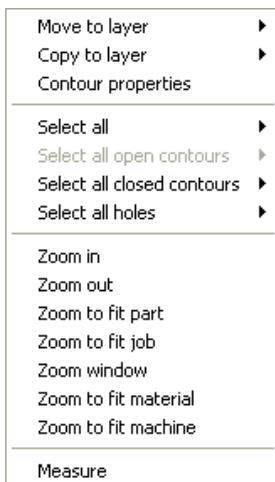 Move to layer
Copy to layer
Contour properties
Select all
Select all open contours
Select all closed contours
Select all holes
Zoom in
Zoom out
Zoom to fit part
Zoom to fit job
Zoom window
Zoom to fit material
Zoom to fit machine
Measure